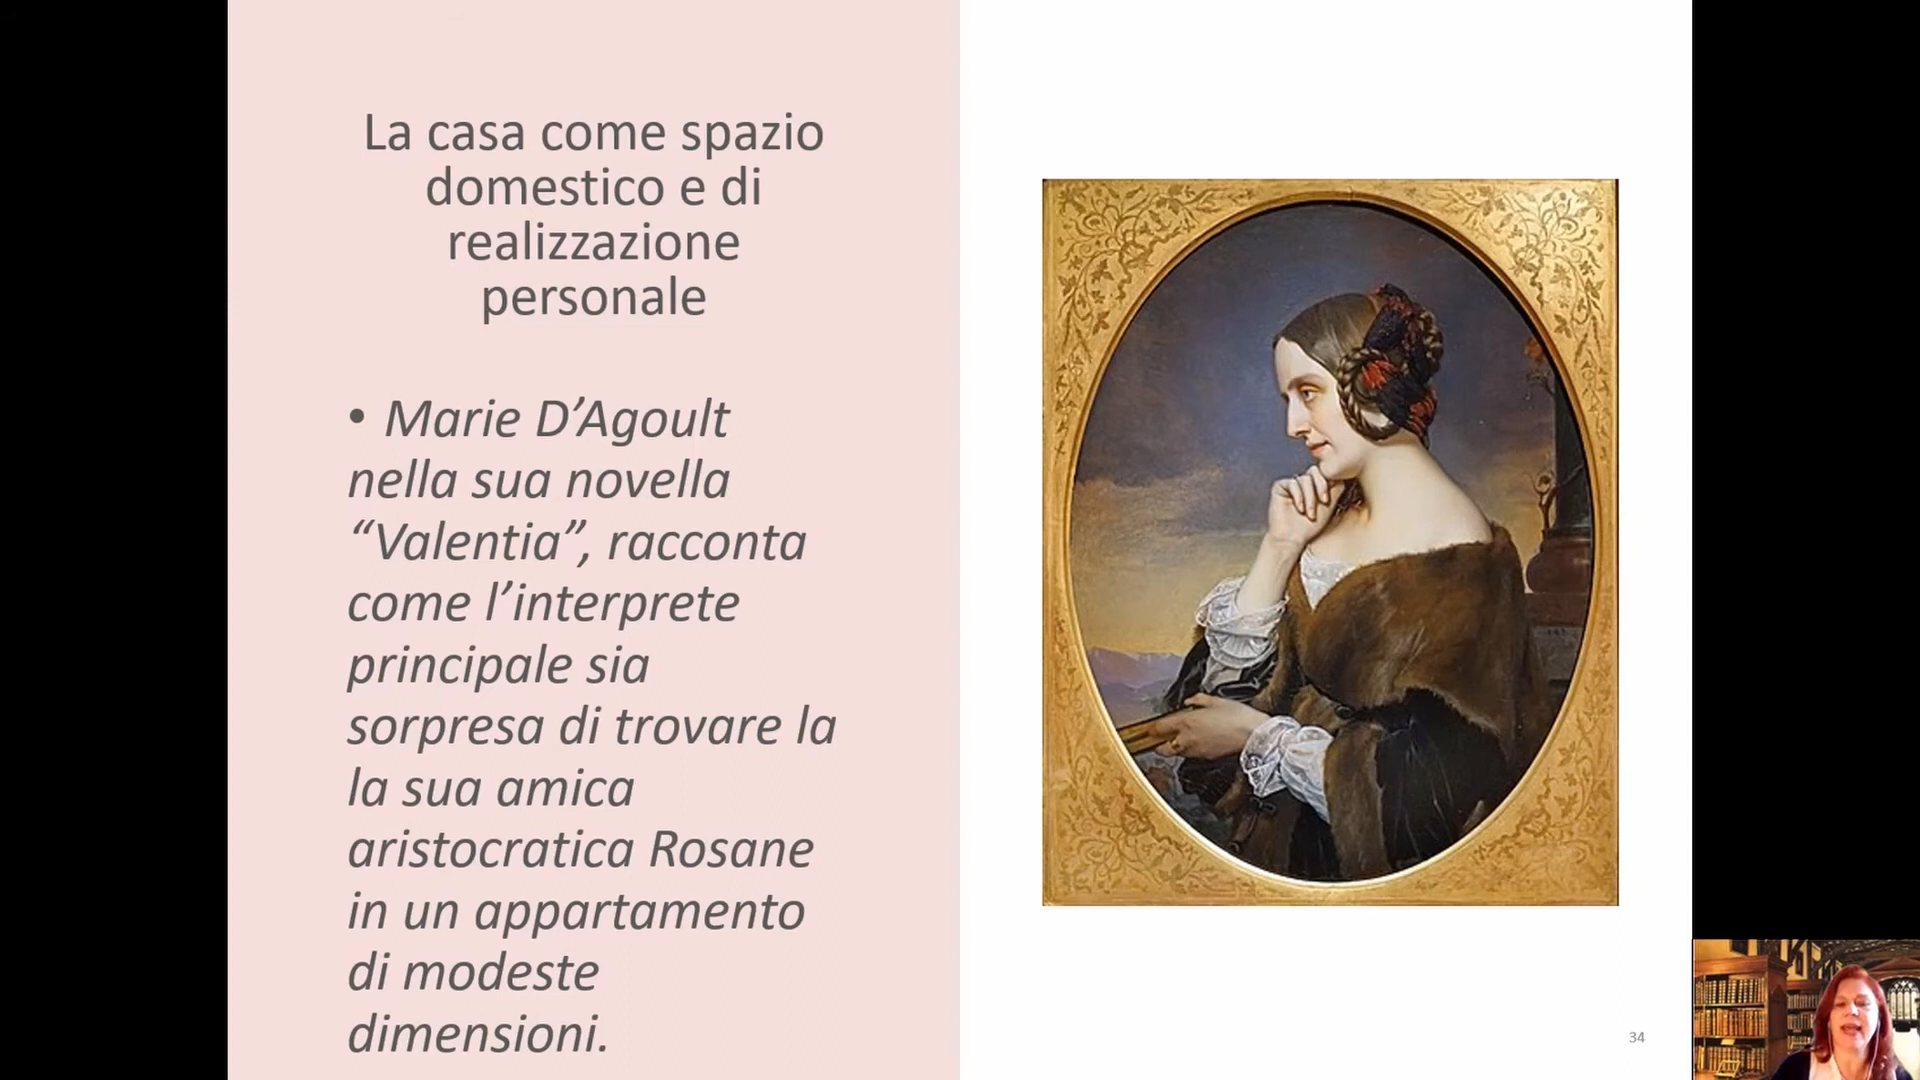 La casa come spazio
domestico e di
realizzazione
personale
• Marie D’Agoult
nella sua novella
“Valentia”, racconta
come l’interprete
principale sia
sorpresa di trovare la
la sua amica
aristocratica Rosane
in un appartamento
di modeste
dimensioni.
34